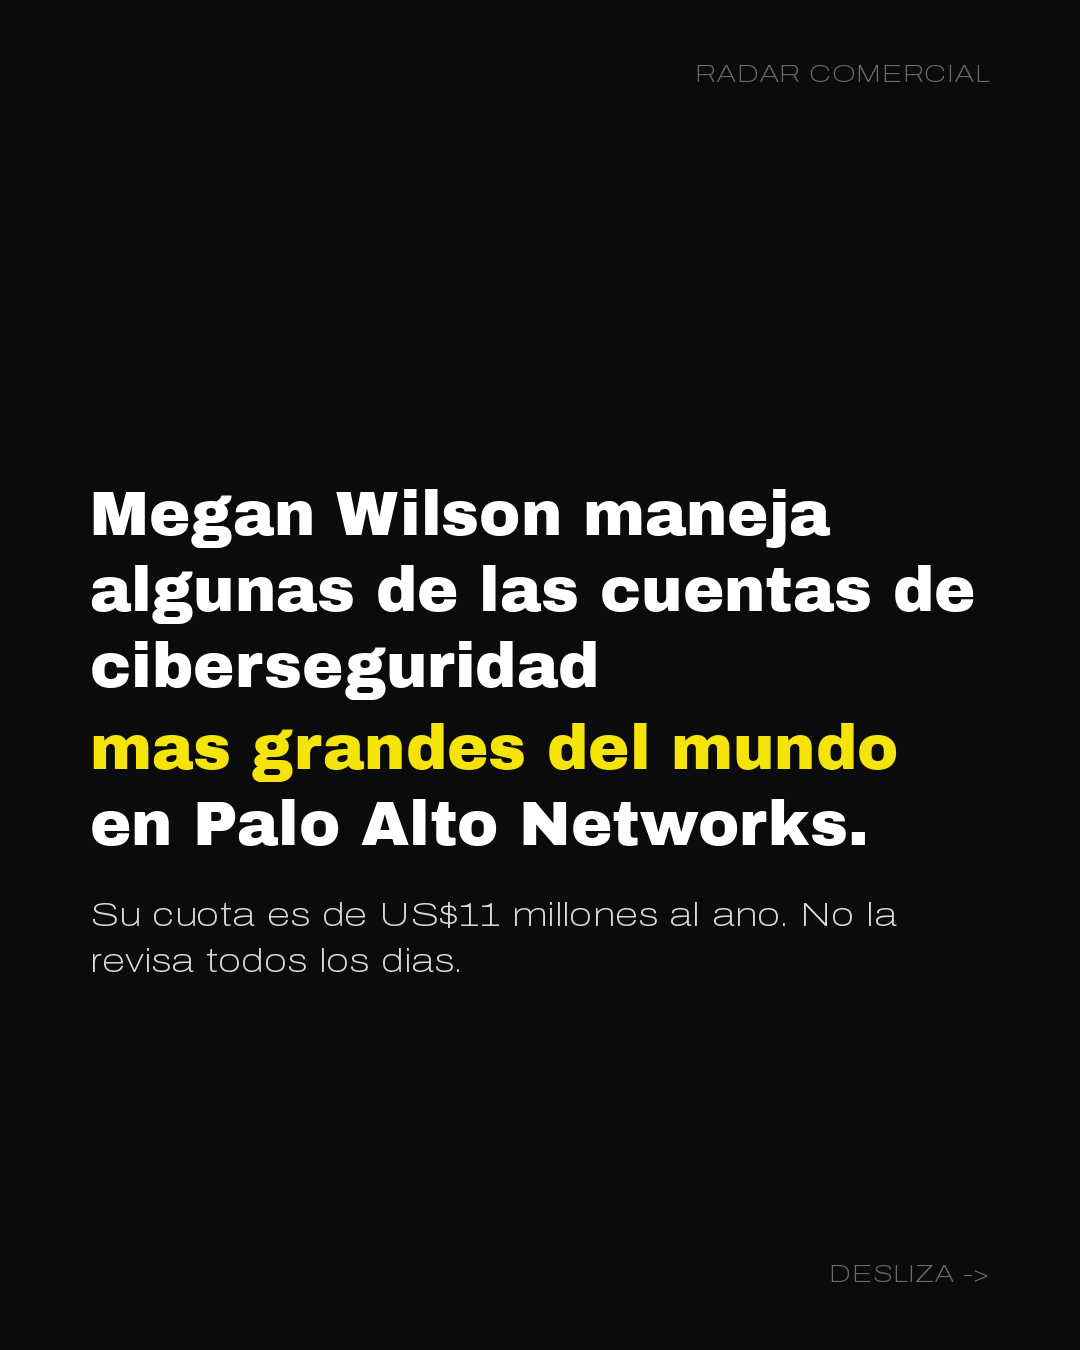 RADAR COMERCIAL
Megan Wilson maneja
algunas de las cuentas de
ciberseguridad
mas grandes del mundo
en Palo Alto Networks.
Su cuota es de US$11 millones al ano. No la
revisa todos los dias.
DESLIZA ->